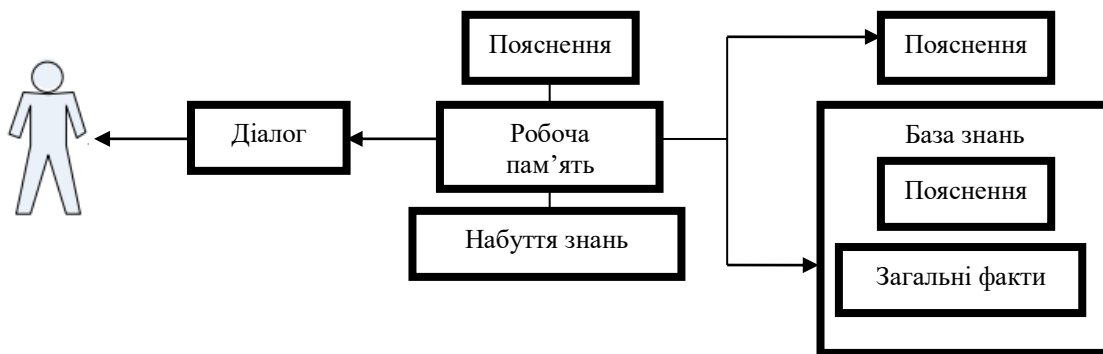 Пояснення
Пояснення
Діалог
Робоча
пам’ять
База знань
Пояснення
Набуття знань
Загальні факти